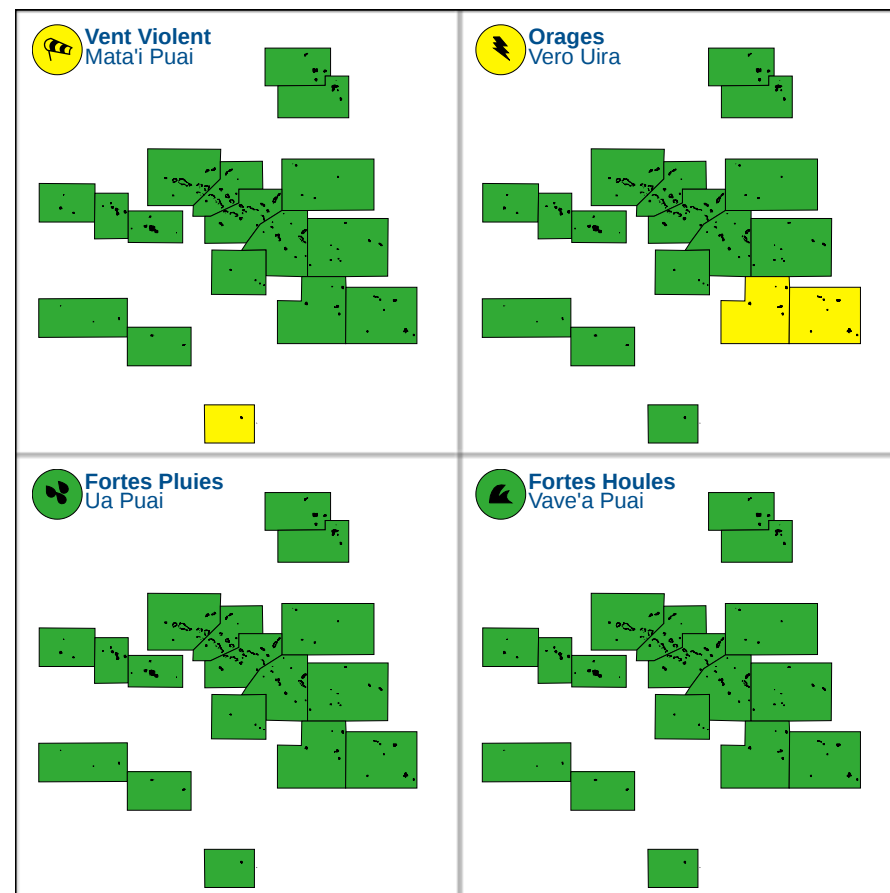 Vent Violent
Mata'i Puai
Orages
Vero Uira
Fortes Pluies
Ua Puai
Fortes Houles
Vave'a Puai